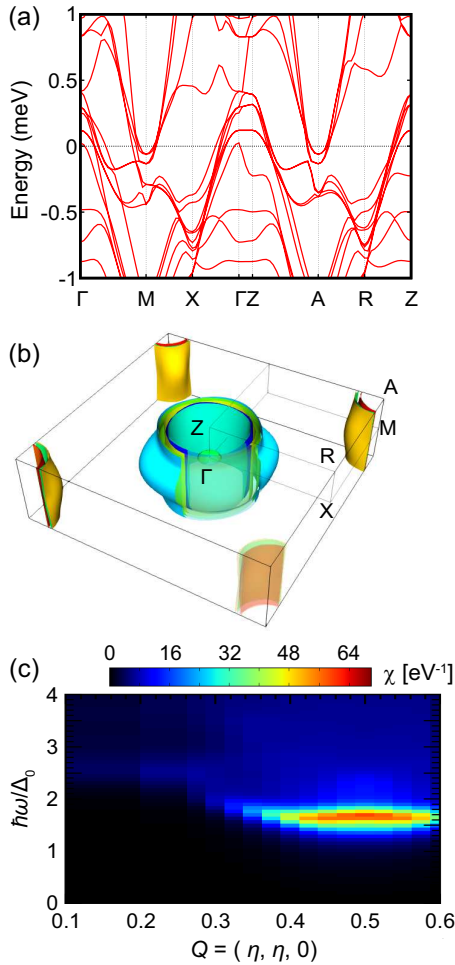 (a)
1
0.5
0
-0.5
-1
Energy (meV)
Γ M X ΓZ A R Z
(b)
A
Z M
R
Γ
X
(c)
0 16 32 48 64
χ [eV⁻¹]
4
3
2
1
0
ℏω/Δ₀
0.1 0.2 0.3 0.4 0.5 0.6
Q = ( η, η, 0)